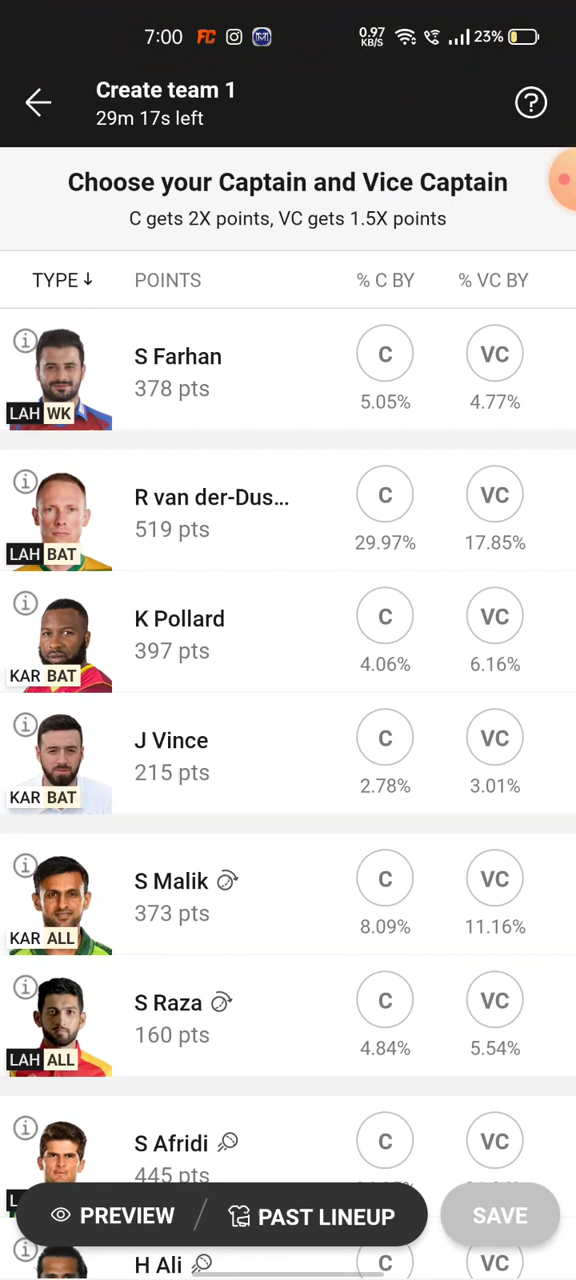 7:00 FC 0.97 KB/S 23%
Create team 1
29m 17s left
Choose your Captain and Vice Captain
C gets 2X points, VC gets 1.5X points
TYPE↓ POINTS % C BY % VC BY
S Farhan C VC
378 pts 5.05% 4.77%
LAH WK
R van der-Dus... C VC
519 pts 29.97% 17.85%
LAH BAT
K Pollard C VC
397 pts 4.06% 6.16%
KAR BAT
J Vince C VC
215 pts 2.78% 3.01%
KAR BAT
S Malik C VC
373 pts 8.09% 11.16%
KAR ALL
S Raza C VC
160 pts 4.84% 5.54%
LAH ALL
S Afridi C VC
445 pts
PREVIEW / PAST LINEUP SAVE
H Ali C VC